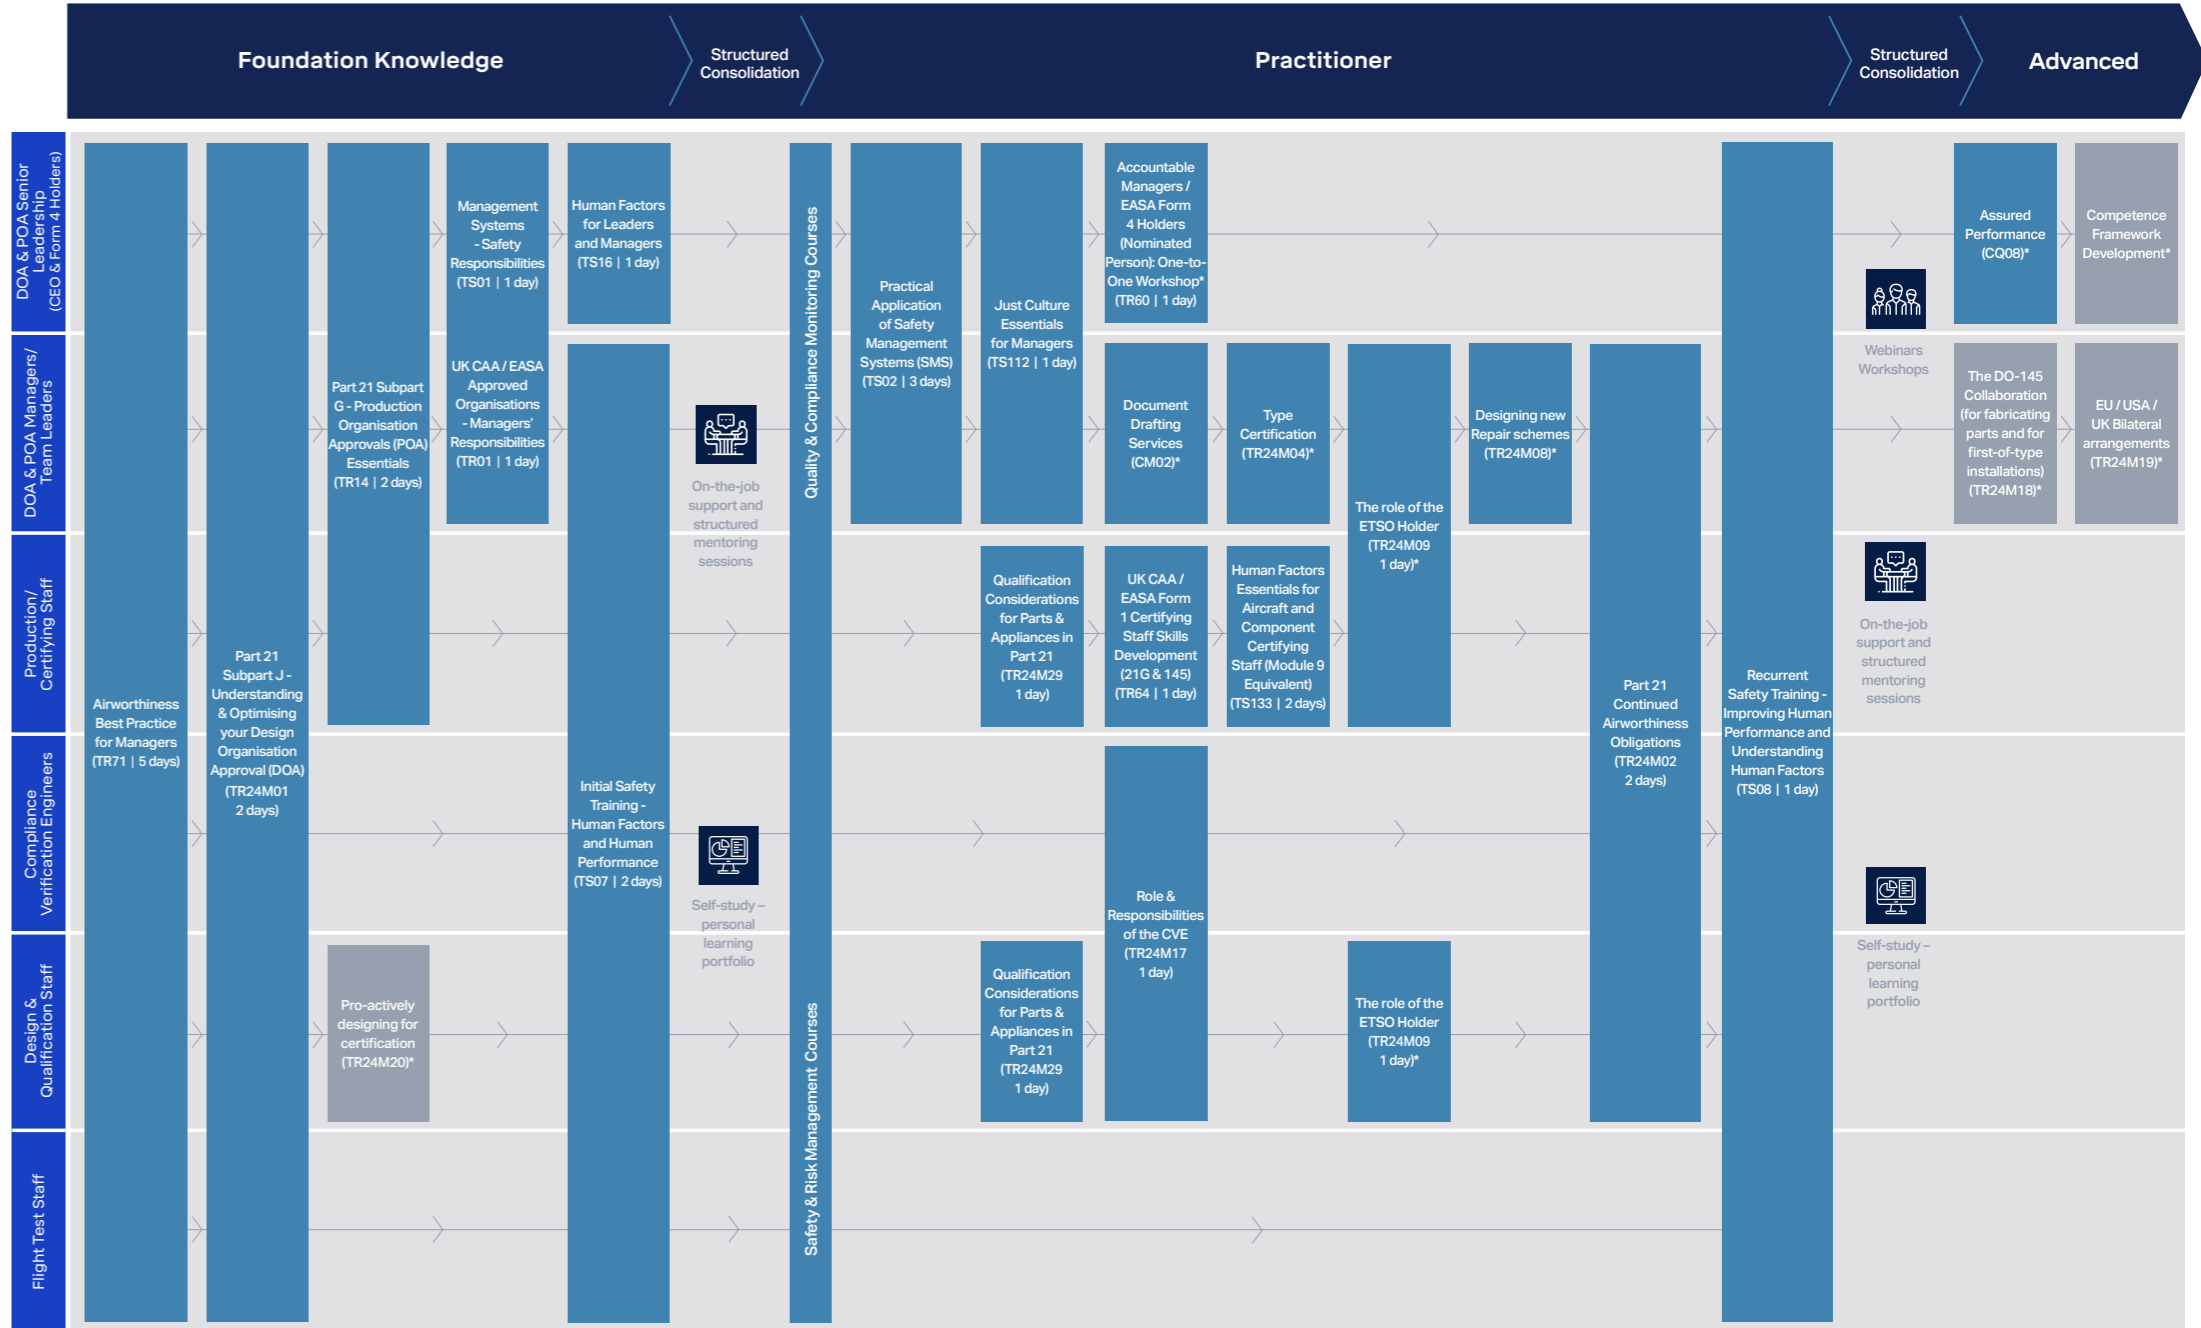 Foundation Knowledge
Structured
Consolidation
Practitioner
Structured
Consolidation
Advanced
DOA & POA Senior
Leadership
(CEO & Form 4 Holders)
DOA & POA Managers/
Team Leaders
Production/
Certifying Staff
Compliance
Verification Engineers
Design &
Qualification Staff
Flight Test Staff
Airworthiness
Best Practice
for Managers
(TR71 | 5 days)
Part 21
Subpart J -
Understanding
& Optimising
your Design
Organisation
Approval (DOA)
(TR24M01
2 days)
Part 21 Subpart
G - Production
Organisation
Approvals (POA)
Essentials
(TR14 | 2 days)
Pro-actively
designing for
certification
(TR24M20)*
Management
Systems
- Safety
Responsibilities
(TS01 | 1 day)
UK CAA / EASA
Approved
Organisations
- Managers'
Responsibilities
(TR01 | 1 day)
Human Factors
for Leaders
and Managers
(TS16 | 1 day)
Initial Safety
Training -
Human Factors
and Human
Performance
(TS07 | 2 days)
On-the-job
support and
structured
mentoring
sessions
Self-study –
personal
learning
portfolio
Quality & Compliance Monitoring Courses
Safety & Risk Management Courses
Practical
Application
of Safety
Management
Systems (SMS)
(TS02 | 3 days)
Just Culture
Essentials
for Managers
(TS112 | 1 day)
Qualification
Considerations
for Parts &
Appliances in
Part 21
(TR24M29
1 day)
Qualification
Considerations
for Parts &
Appliances in
Part 21
(TR24M29
1 day)
Accountable
Managers /
EASA Form
4 Holders
(Nominated
Person): One-to-
One Workshop*
(TR60 | 1 day)
Document
Drafting
Services
(CM02)*
UK CAA /
EASA Form
1 Certifying
Staff Skills
Development
(21G & 145)
(TR64 | 1 day)
Role &
Responsibilities
of the CVE
(TR24M17
1 day)
Type
Certification
(TR24M04)*
Human Factors
Essentials for
Aircraft and
Component
Certifying
Staff (Module 9
Equivalent)
(TS133 | 2 days)
The role of the
ETSO Holder
(TR24M09
1 day)*
The role of the
ETSO Holder
(TR24M09
1 day)*
Designing new
Repair schemes
(TR24M08)*
Part 21
Continued
Airworthiness
Obligations
(TR24M02
2 days)
Recurrent
Safety Training -
Improving Human
Performance and
Understanding
Human Factors
(TS08 | 1 day)
Webinars
Workshops
On-the-job
support and
structured
mentoring
sessions
Self-study –
personal
learning
portfolio
Assured
Performance
(CQ08)*
Competence
Framework
Development*
The DO-145
Collaboration
(for fabricating
parts and for
first-of-type
installations)
(TR24M18)*
EU / USA /
UK Bilateral
arrangements
(TR24M19)*